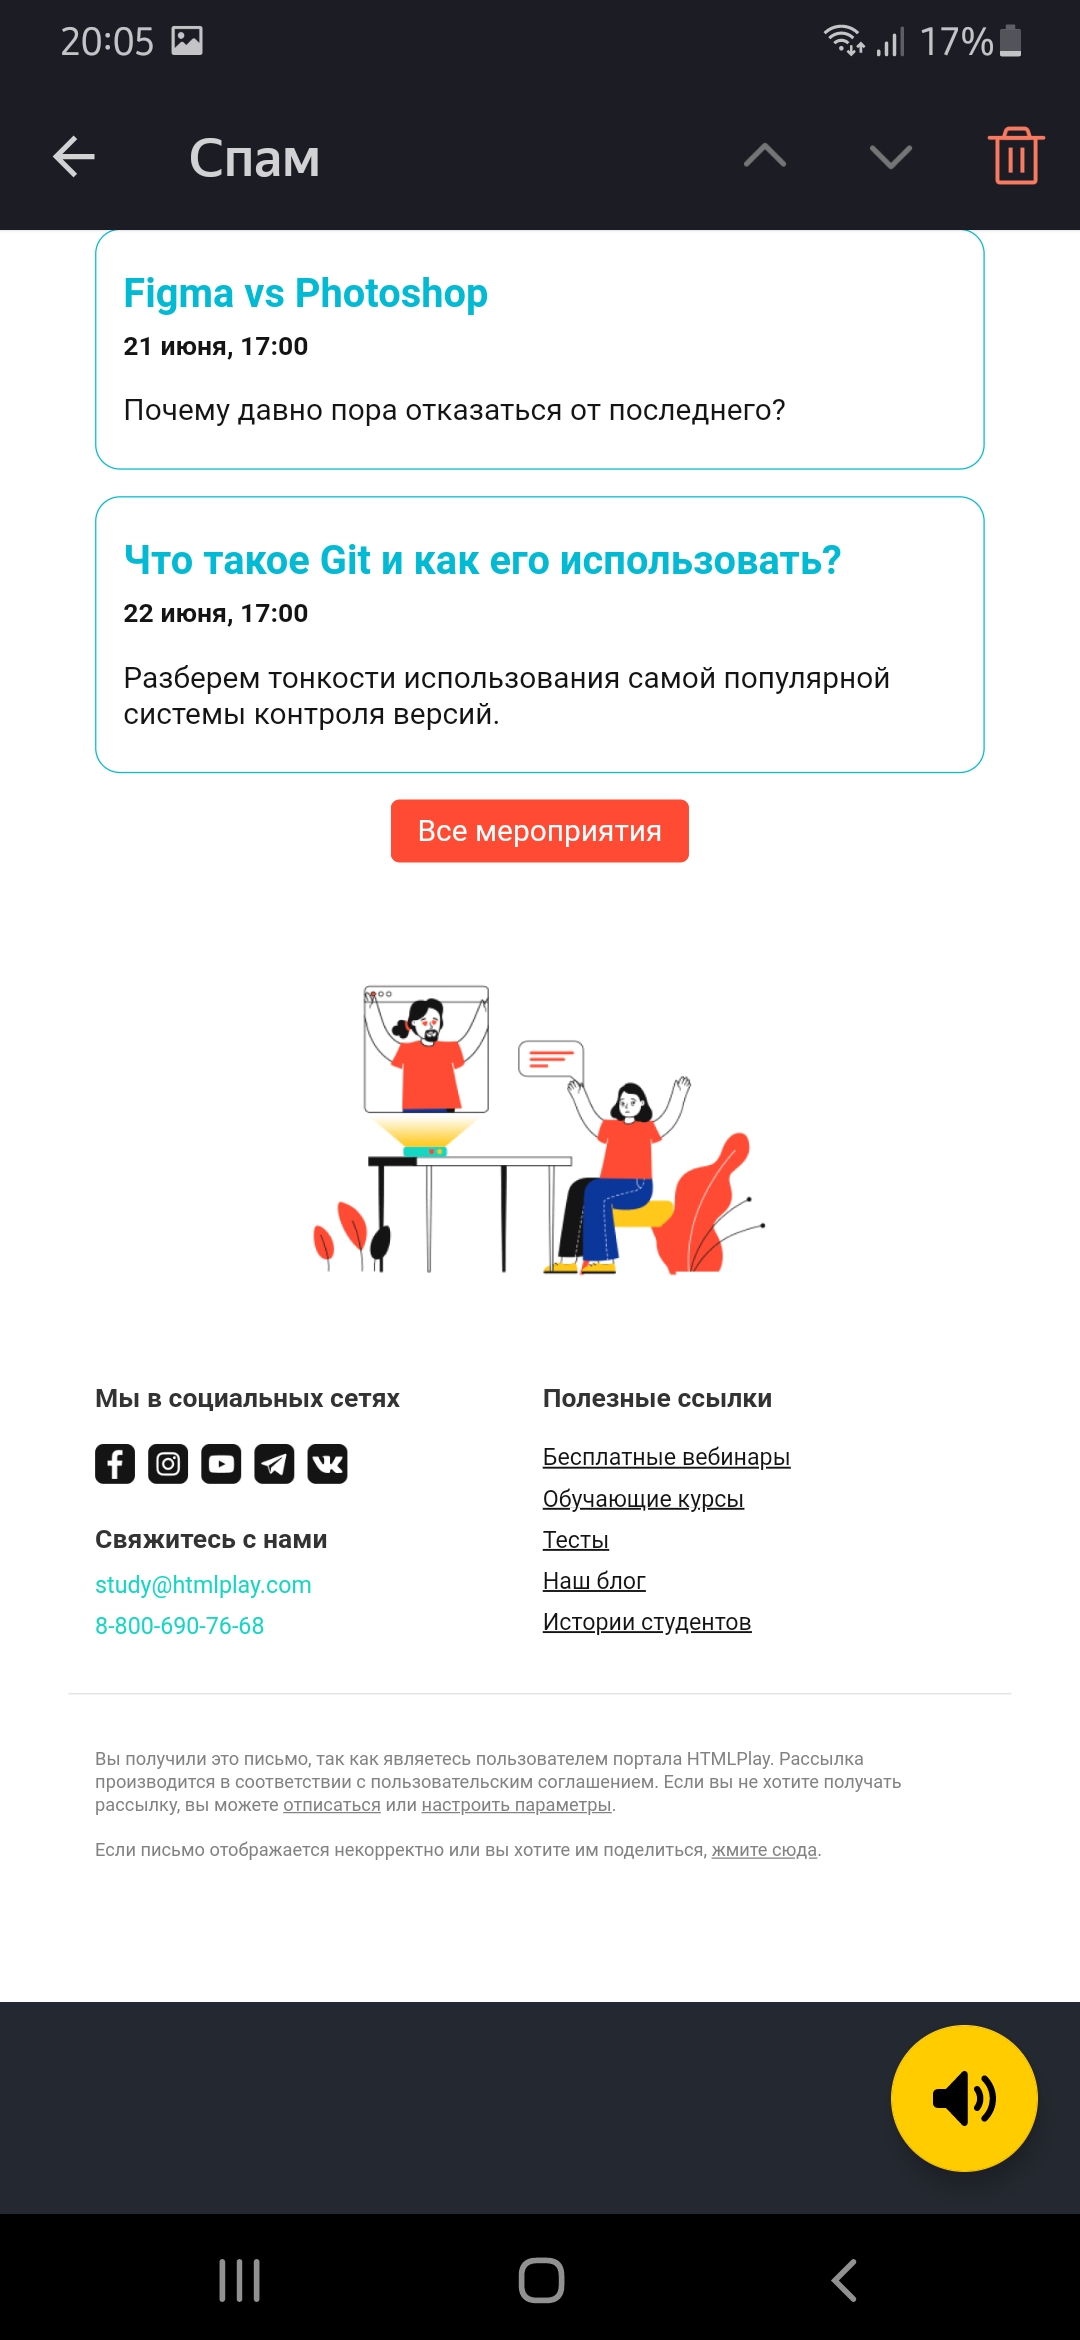 20:05
17%
Спам
Figma vs Photoshop
21 июня, 17:00
Почему давно пора отказаться от последнего?
Что такое Git и как его использовать?
22 июня, 17:00
Разберем тонкости использования самой популярной
системы контроля версий.
Все мероприятия
Мы в социальных сетях
Свяжитесь с нами
study@htmlplay.com
8-800-690-76-68
Полезные ссылки
Бесплатные вебинары
Обучающие курсы
Тесты
Наш блог
Истории студентов
Вы получили это письмо, так как являетесь пользователем портала HTMLPlay. Рассылка
производится в соответствии с пользовательским соглашением. Если вы не хотите получать
рассылку, вы можете отписаться или настроить параметры.
Если письмо отображается некорректно или вы хотите им поделиться, жмите сюда.